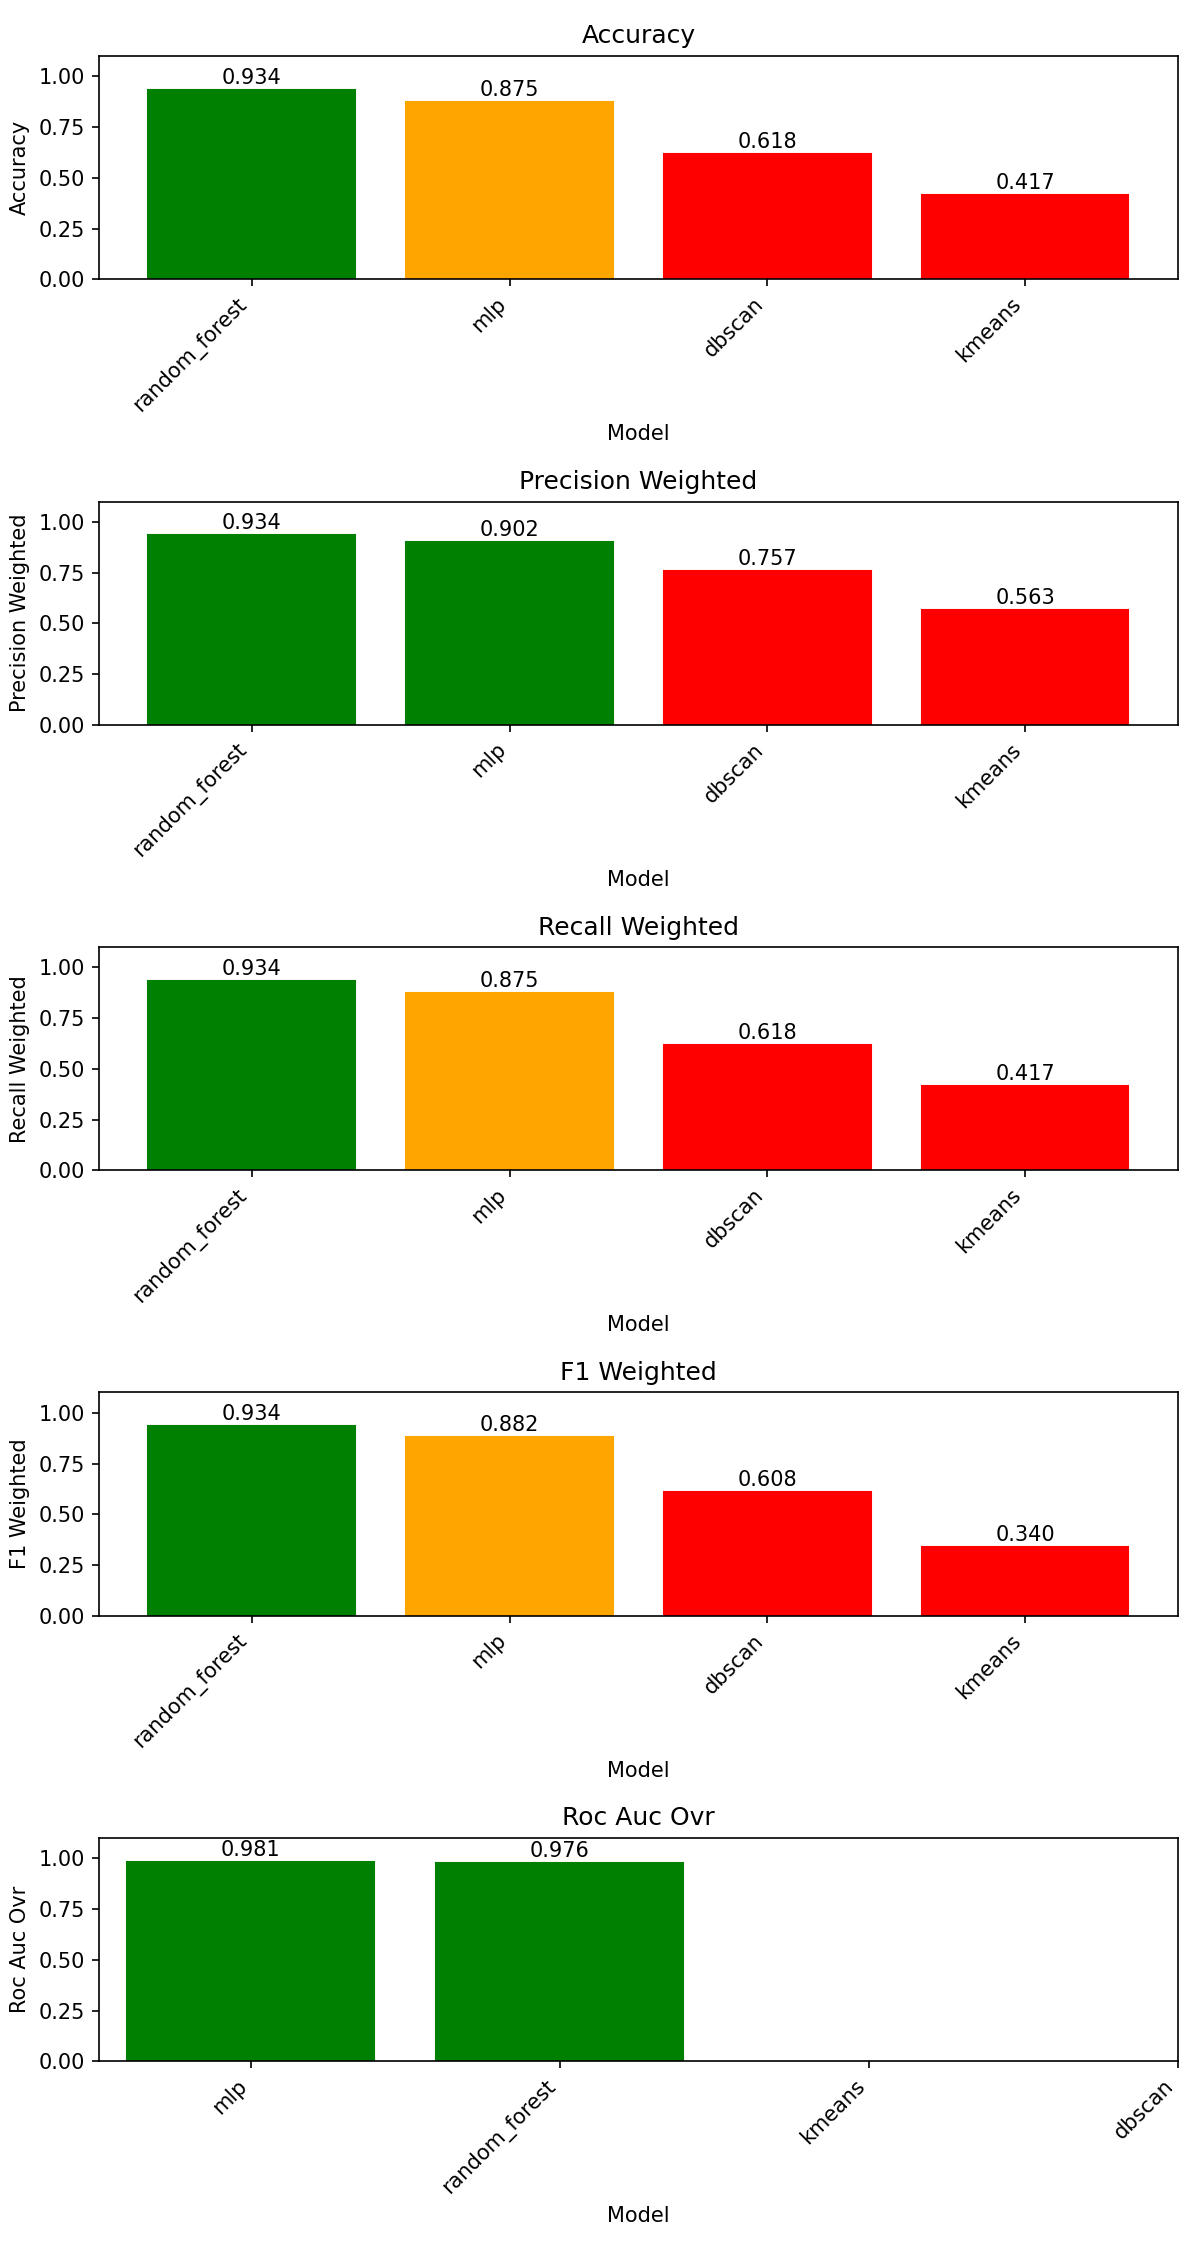 Accuracy
Accuracy
1.00
0.75
0.50
0.25
0.00
0.934
0.875
0.618
0.417
random_forest
mlp
dbscan
kmeans
Model
Precision Weighted
Precision Weighted
1.00
0.75
0.50
0.25
0.00
0.934
0.902
0.757
0.563
random_forest
mlp
dbscan
kmeans
Model
Recall Weighted
Recall Weighted
1.00
0.75
0.50
0.25
0.00
0.934
0.875
0.618
0.417
random_forest
mlp
dbscan
kmeans
Model
F1 Weighted
F1 Weighted
1.00
0.75
0.50
0.25
0.00
0.934
0.882
0.608
0.340
random_forest
mlp
dbscan
kmeans
Model
Roc Auc Ovr
Roc Auc Ovr
1.00
0.75
0.50
0.25
0.00
0.981
0.976
mlp
random_forest
kmeans
dbscan
Model